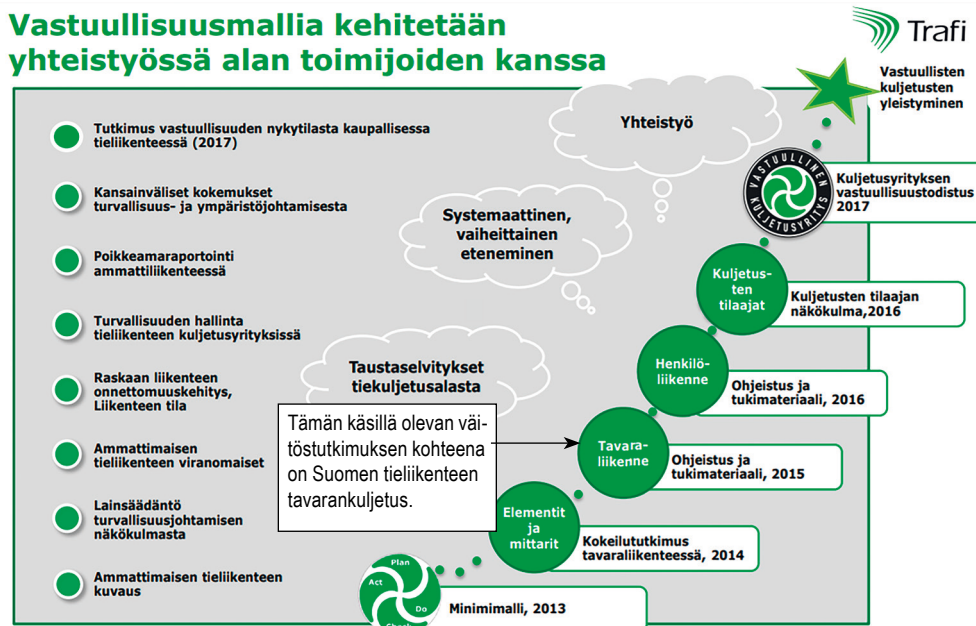 Vastuullisuusmallia kehitetään
yhteistyössä alan toimijoiden kanssa
Trafi
Vastuullisten
kuljetusten
yleistyminen
Tutkimus vastuullisuuden nykytilasta kaupallisessa
tieliikenteessä (2017)
Kansainväliset kokemukset
turvallisuus- ja ympäristöjohtamisesta
Poikkeamaraportointi
ammattiliikenteessä
Turvallisuuden hallinta
tieliikenteen kuljetusyrityksissä
Raskaan liikenteen
onnettomuuskehitys,
Liikenteen tila
Ammattimaisen
tieliikenteen viranomaiset
Lainsäädäntö
turvallisuusjohtamisen
näkökulmasta
Ammattimaisen tieliikenteen
kuvaus
Yhteistyö
Systemaattinen,
vaiheittainen
eteneminen
Taustaselvitykset
tiekuljetusalasta
Tämän käsillä olevan väi-
töstutkimuksen kohteena
on Suomen tieliikenteen
tavarankuljetus.
VASTUULLINEN
KULJETUSYRITYS
Kuljetusyrityksen
vastuullisuustodistus
2017
Kuljetus-
ten
tilaajat
Kuljetusten tilaajan
näkökulma,2016
Henkilö-
liikenne
Ohjeistus ja
tukimateriaali, 2016
Tavara-
liikenne
Ohjeistus ja
tukimateriaali, 2015
Elementit
ja
mittarit
Kokeilututkimus
tavaraliikenteessä, 2014
Plan
Act
Do
Check
Minimimalli, 2013